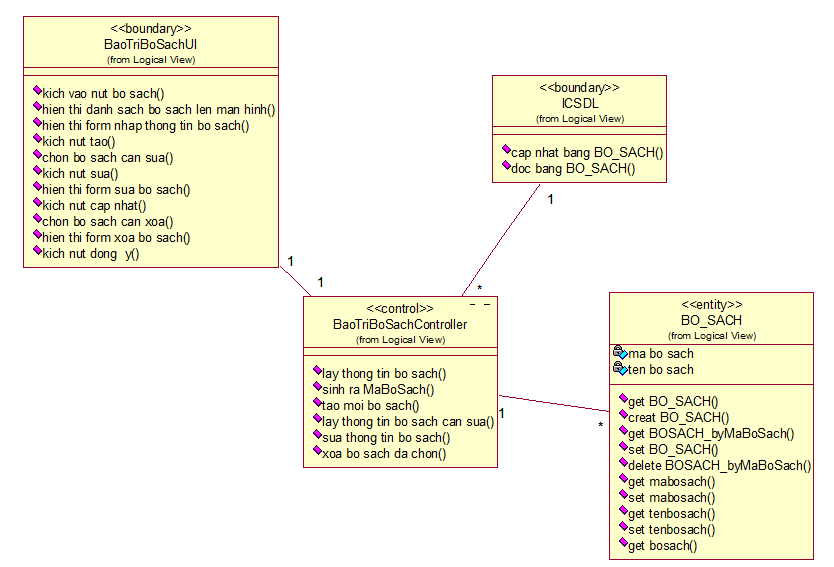 <<boundary>>
BaoTriBoSachUI
(from Logical View)
kich vao nut bo sach()
hien thi danh sach bo sach len man hinh()
hien thi form nhap thong tin bo sach()
kich nut tao()
chon bo sach can sua()
kich nut sua()
hien thi form sua bo sach()
kich nut cap nhat()
chon bo sach can xoa()
hien thi form xoa bo sach()
kich nut dong  y()
<<boundary>>
ICSDL
(from Logical View)
cap nhat bang BO_SACH()
doc bang BO_SACH()
1
1
1
*
<<control>>
BaoTriBoSachController
(from Logical View)
lay thong tin bo sach()
sinh ra MaBoSach()
tao moi bo sach()
lay thong tin bo sach can sua()
sua thong tin bo sach()
xoa bo sach da chon()
1
*
<<entity>>
BO_SACH
(from Logical View)
ma bo sach
ten bo sach
get BO_SACH()
creat BO_SACH()
get BOSACH_byMaBoSach()
set BO_SACH()
delete BOSACH_byMaBoSach()
get mabosach()
set mabosach()
get tenbosach()
set tenbosach()
get bosach()